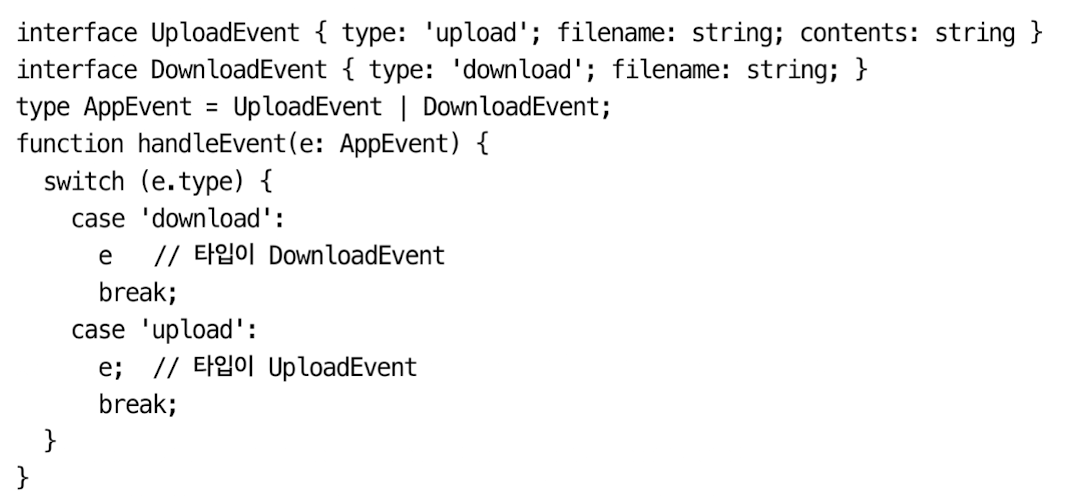 interface UploadEvent { type: 'upload'; filename: string; contents: string }
interface DownloadEvent { type: 'download'; filename: string; }
type AppEvent = UploadEvent | DownloadEvent;
function handleEvent(e: AppEvent) {
  switch (e.type) {
    case 'download':
      e   // 타입이 DownloadEvent
      break;
    case 'upload':
      e;  // 타입이 UploadEvent
      break;
  }
}